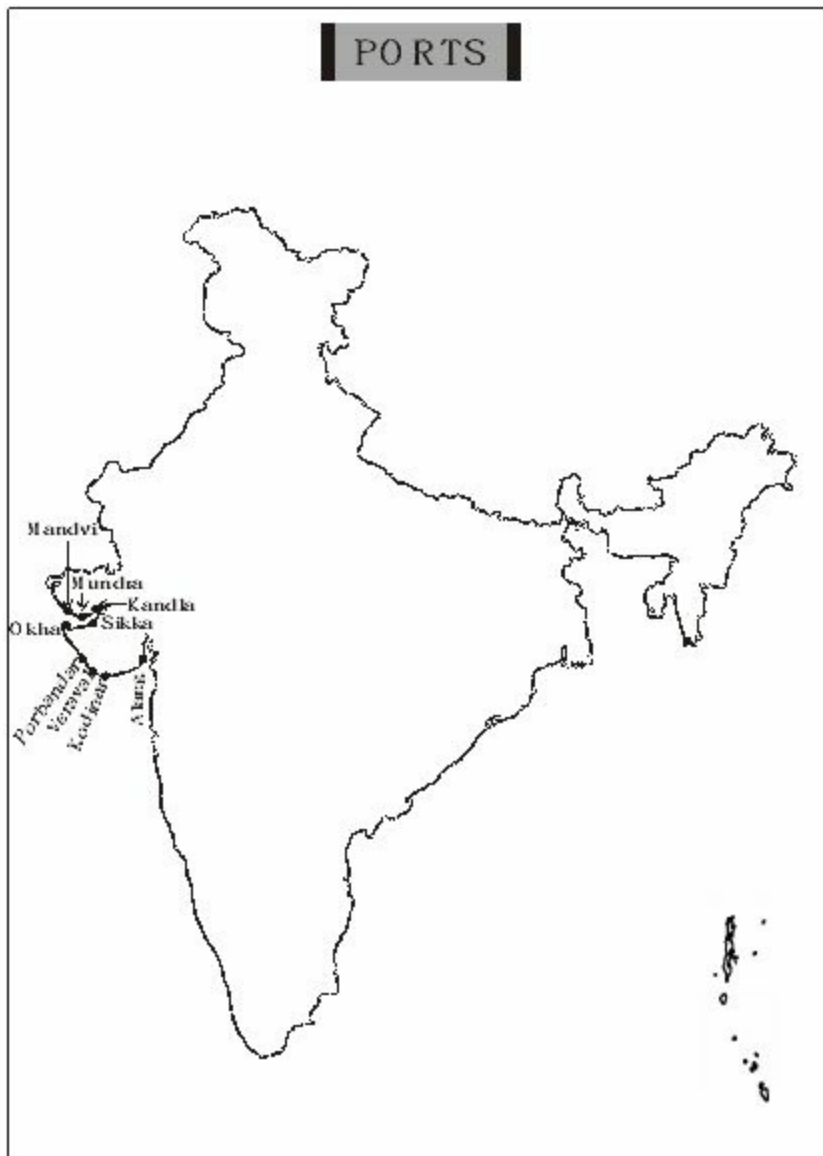 PORTS
Mandvi
Mundra
Kandla
Okha
Sikka
Porbandar
Veraval
Kodinar
Alang